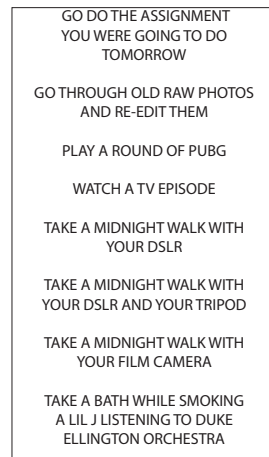 GO DO THE ASSIGNMENT
YOU WERE GOING TO DO
TOMORROW
GO THROUGH OLD RAW PHOTOS
AND RE-EDIT THEM
PLAY A ROUND OF PUBG
WATCH A TV EPISODE
TAKE A MIDNIGHT WALK WITH
YOUR DSLR
TAKE A MIDNIGHT WALK WITH
YOUR DSLR AND YOUR TRIPOD
TAKE A MIDNIGHT WALK WITH
YOUR FILM CAMERA
TAKE A BATH WHILE SMOKING
A LIL J LISTENING TO DUKE
ELLINGTON ORCHESTRA